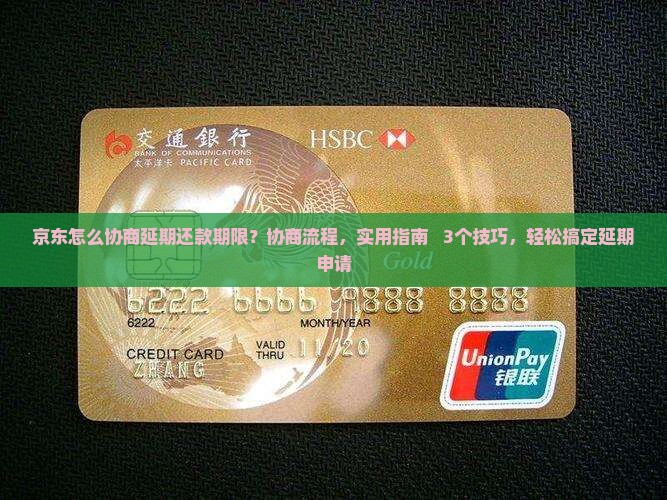 交通銀行
BANK OF COMMUNICATIONS
太平洋卡 PACIFIC CARD
HSBC
京东怎么协商延期还款期限？协商流程，实用指南 3个技巧，轻松搞定延期
申请
Gold
6222 6666 8888 8888
6222
MONTH/YEAR
CREDIT CARD
VALID
THRU
11/20
ZHANG
UnionPay
银联